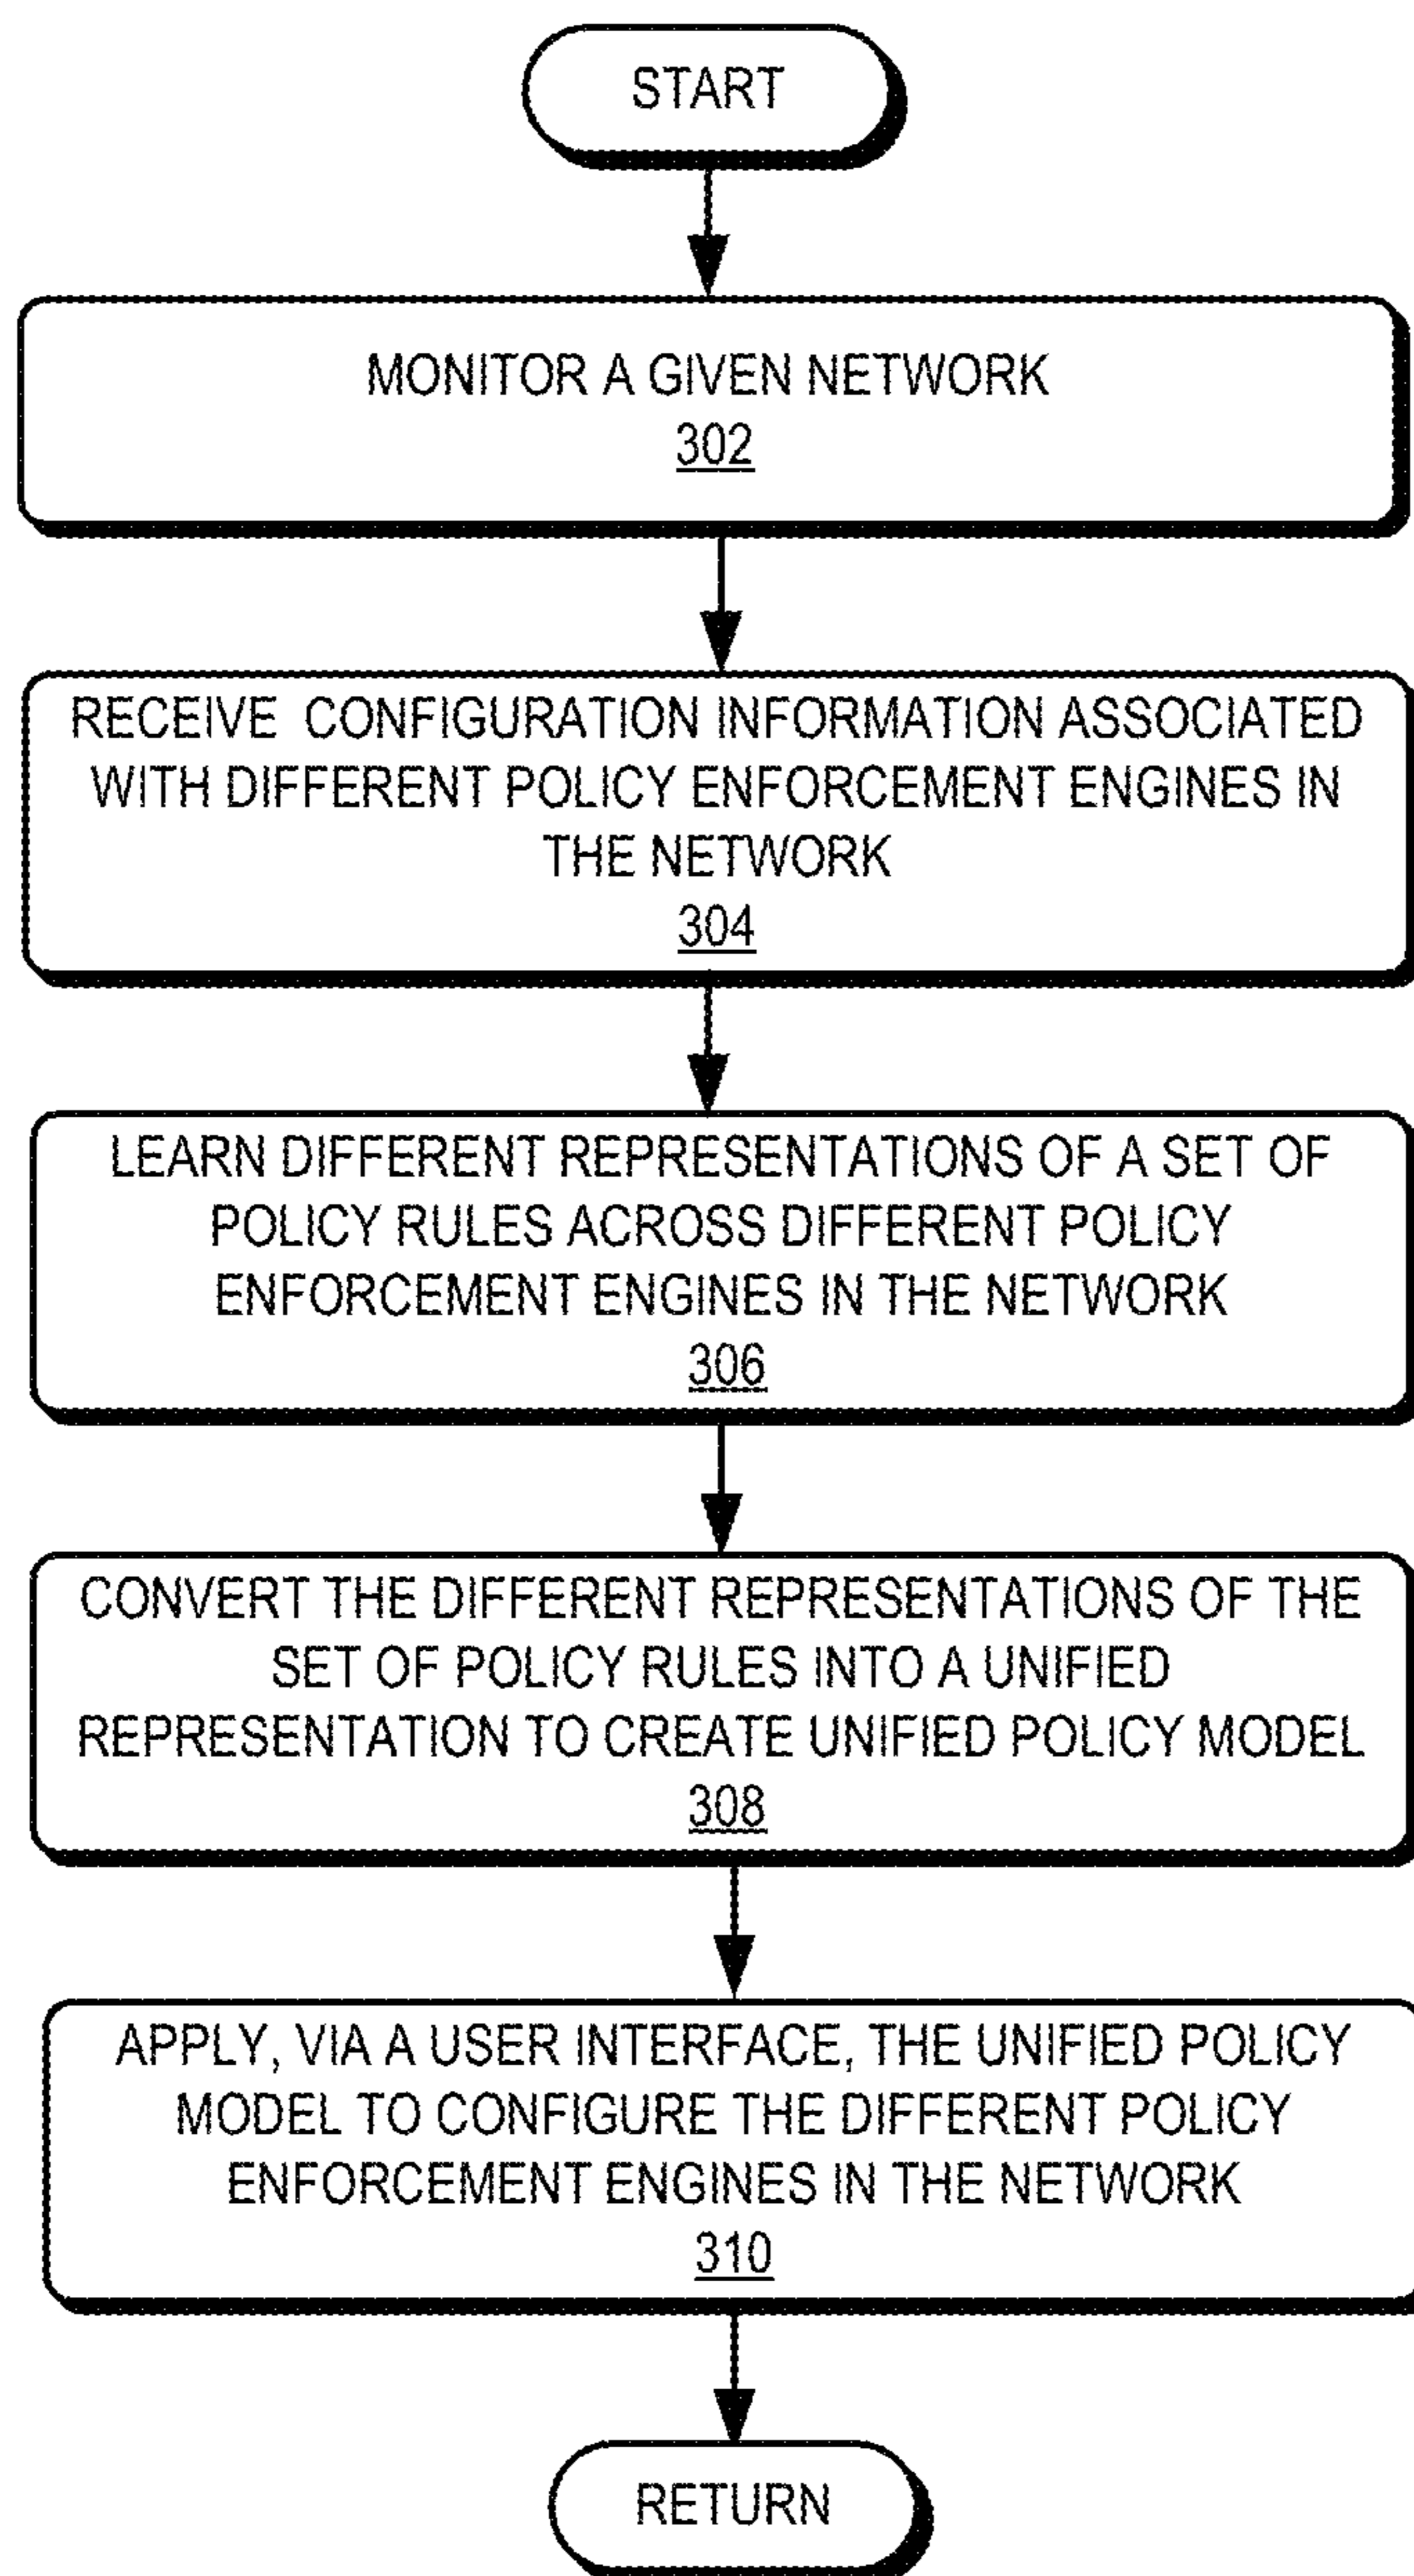 START
MONITOR A GIVEN NETWORK
302
RECEIVE CONFIGURATION INFORMATION ASSOCIATED
WITH DIFFERENT POLICY ENFORCEMENT ENGINES IN
THE NETWORK
304
LEARN DIFFERENT REPRESENTATIONS OF A SET OF
POLICY RULES ACROSS DIFFERENT POLICY
ENFORCEMENT ENGINES IN THE NETWORK
306
CONVERT THE DIFFERENT REPRESENTATIONS OF THE
SET OF POLICY RULES INTO A UNIFIED
REPRESENTATION TO CREATE UNIFIED POLICY MODEL
308
APPLY, VIA A USER INTERFACE, THE UNIFIED POLICY
MODEL TO CONFIGURE THE DIFFERENT POLICY
ENFORCEMENT ENGINES IN THE NETWORK
310
RETURN